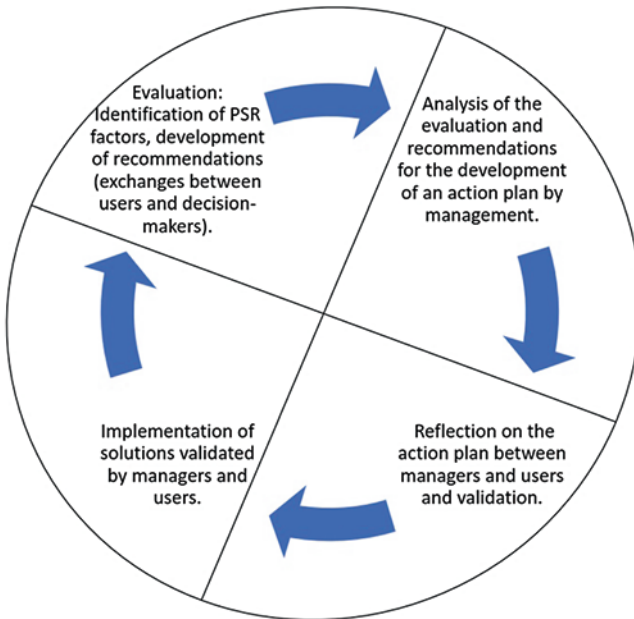 Evaluation:
Identification of PSR
factors, development
of recommendations
(exchanges between
users and decision-
makers).
Analysis of the
evaluation and
recommendations
for the development
of an action plan by
management.
Reflection on the
action plan between
managers and users
and validation.
Implementation of
solutions validated
by managers and
users.